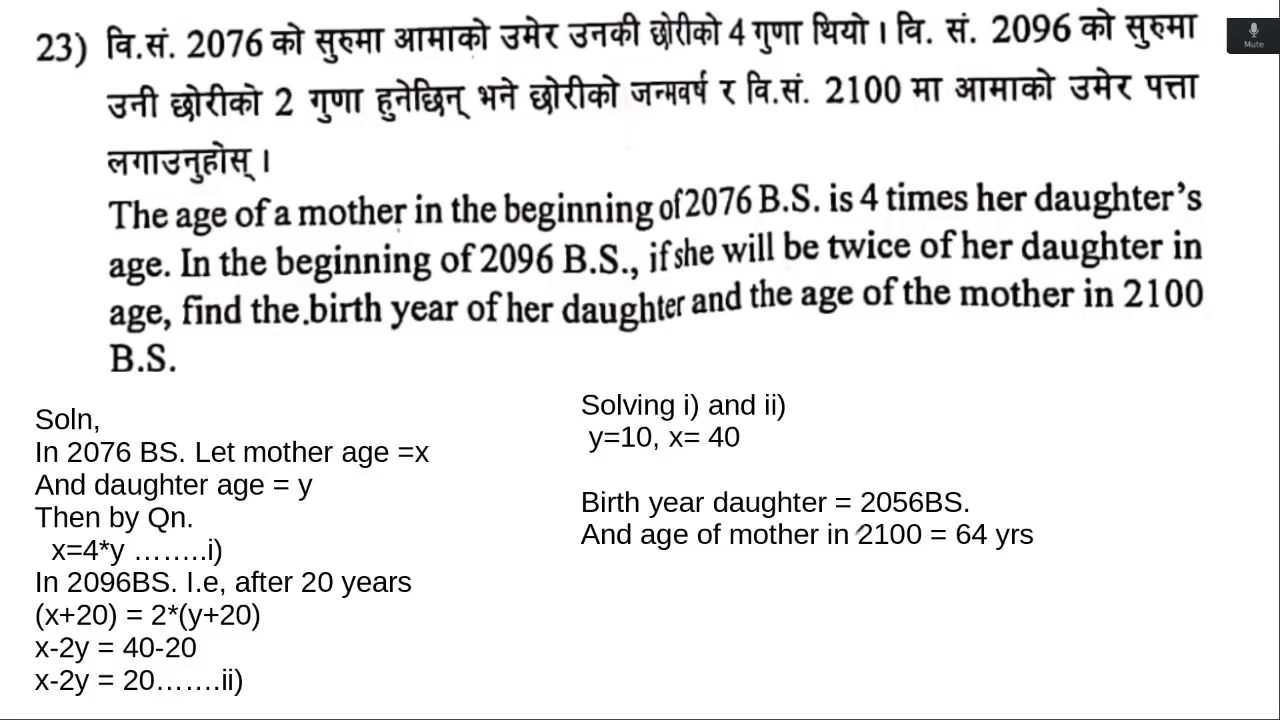 23) वि.सं. 2076 को सुरुमा आमाको उमेर उनकी छोरीको 4 गुणा थियो । वि. सं. 2096 को सुरुमा
उनी छोरीको 2 गुणा हुनेछिन् भने छोरीको जन्मवर्ष र वि.सं. 2100 मा आमाको उमेर पत्ता
लगाउनुहोस् ।
The age of a mother in the beginning of 2076 B.S. is 4 times her daughter's
age. In the beginning of 2096 B.S., if she will be twice of her daughter in
age, find the birth year of her daughter and the age of the mother in 2100
B.S.
Soln,
In 2076 BS. Let mother age =x
And daughter age = y
Then by Qn.
x=4*y ……..i)
In 2096BS. I.e, after 20 years
(x+20) = 2*(y+20)
x-2y = 40-20
x-2y = 20…….ii)
Solving i) and ii)
y=10, x= 40
Birth year daughter = 2056BS.
And age of mother in 2100 = 64 yrs
Mute